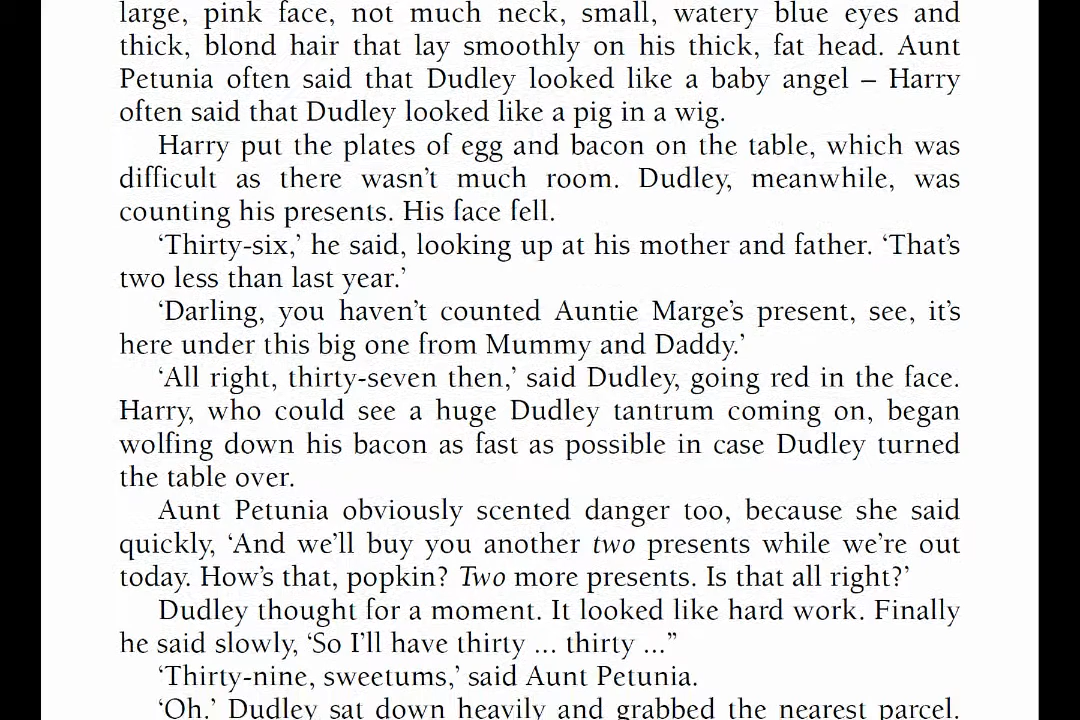 large, pink face, not much neck, small, watery blue eyes and
thick, blond hair that lay smoothly on his thick, fat head. Aunt
Petunia often said that Dudley looked like a baby angel – Harry
often said that Dudley looked like a pig in a wig.
Harry put the plates of egg and bacon on the table, which was
difficult as there wasn’t much room. Dudley, meanwhile, was
counting his presents. His face fell.
‘Thirty-six,’ he said, looking up at his mother and father. ‘That’s
two less than last year.’
‘Darling, you haven’t counted Auntie Marge’s present, see, it’s
here under this big one from Mummy and Daddy.’
‘All right, thirty-seven then,’ said Dudley, going red in the face.
Harry, who could see a huge Dudley tantrum coming on, began
wolfing down his bacon as fast as possible in case Dudley turned
the table over.
Aunt Petunia obviously scented danger too, because she said
quickly, ‘And we’ll buy you another two presents while we’re out
today. How’s that, popkin? Two more presents. Is that all right?’
Dudley thought for a moment. It looked like hard work. Finally
he said slowly, ‘So I’ll have thirty ... thirty ...”
‘Thirty-nine, sweetums,’ said Aunt Petunia.
‘Oh.’ Dudley sat down heavily and grabbed the nearest parcel.